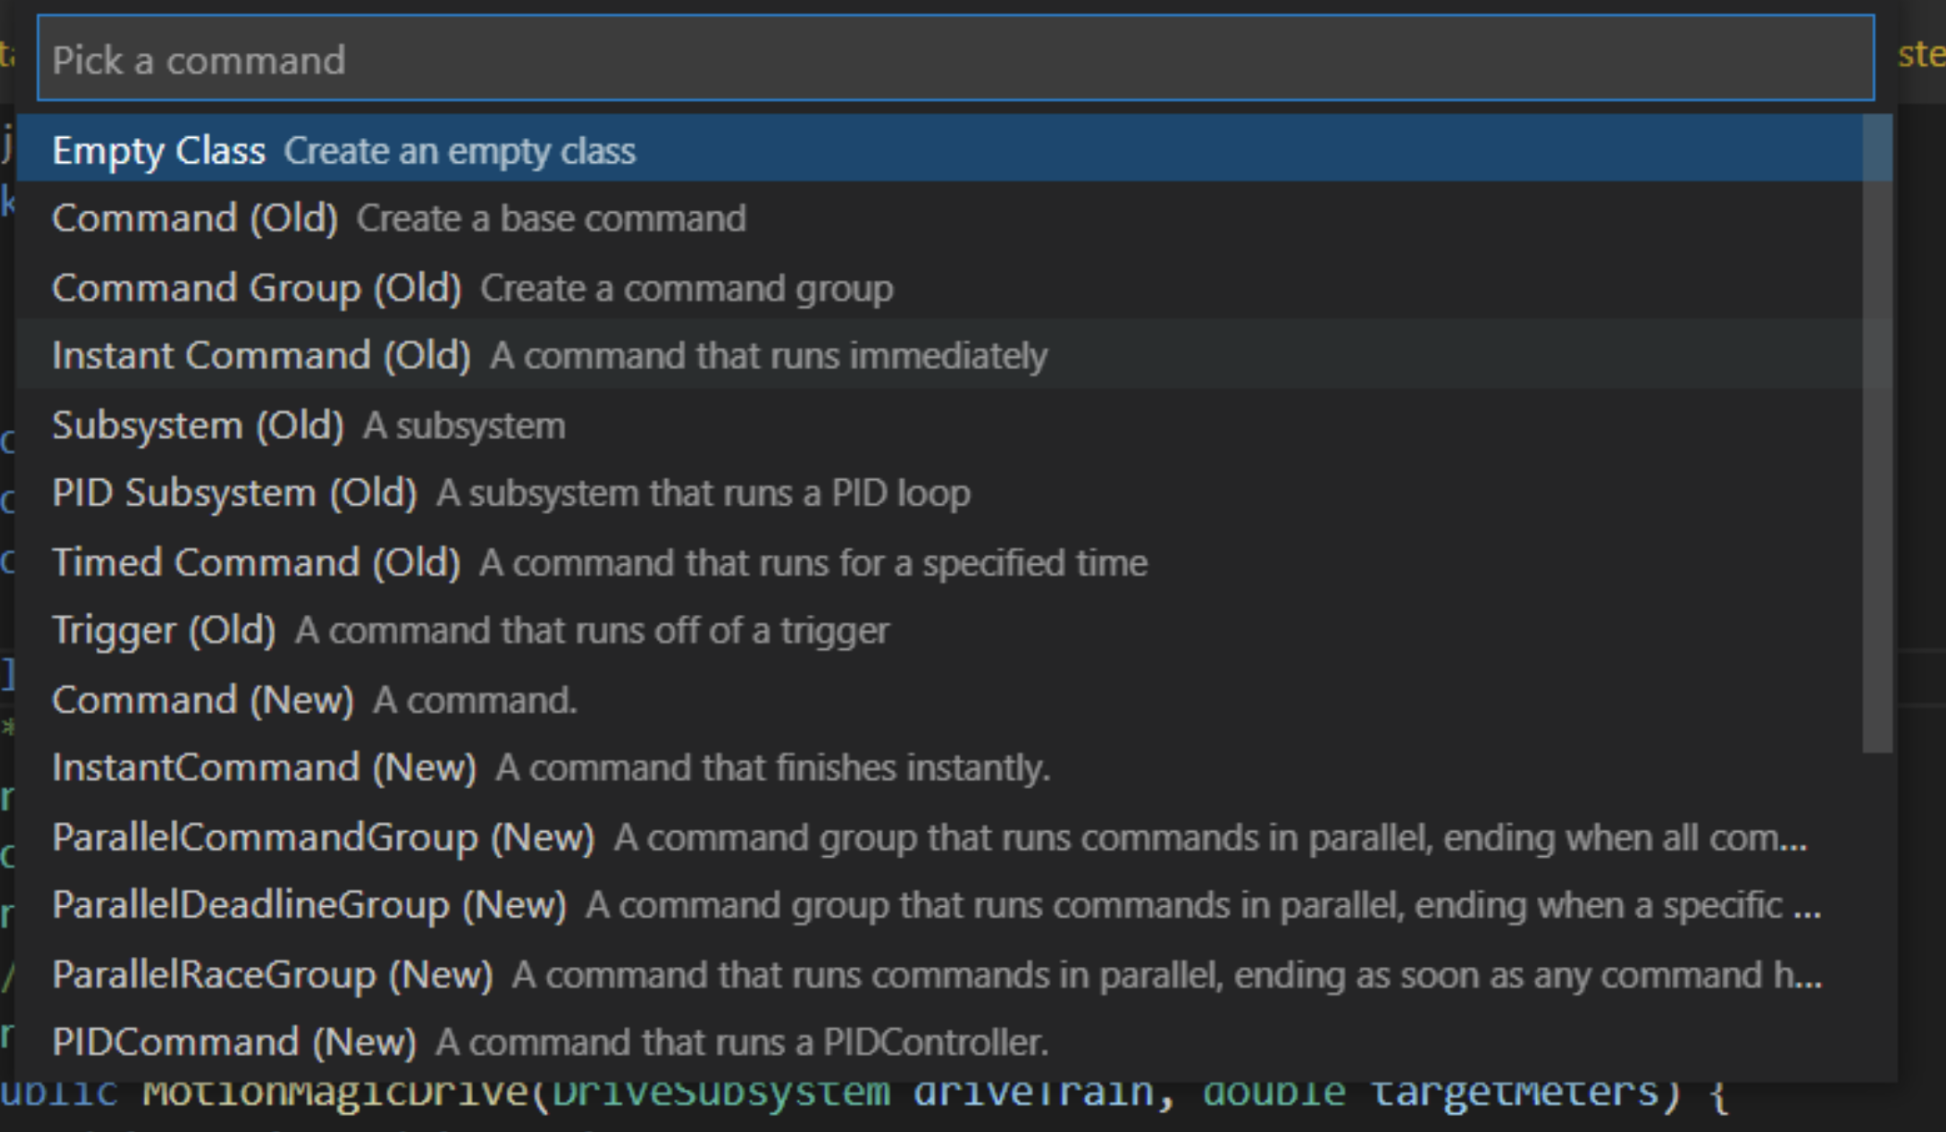 Pick a command
Empty Class Create an empty class
Command (Old) Create a base command
Command Group (Old) Create a command group
Instant Command (Old) A command that runs immediately
Subsystem (Old) A subsystem
PID Subsystem (Old) A subsystem that runs a PID loop
Timed Command (Old) A command that runs for a specified time
Trigger (Old) A command that runs off of a trigger
Command (New) A command.
InstantCommand (New) A command that finishes instantly.
ParallelCommandGroup (New) A command group that runs commands in parallel, ending when all com...
ParallelDeadlineGroup (New) A command group that runs commands in parallel, ending when a specific ...
ParallelRaceGroup (New) A command that runs commands in parallel, ending as soon as any command h...
PIDCommand (New) A command that runs a PIDController.
ublic MotionMagicDrive(DriveSubsystem driveTrain, double targetMeters) {